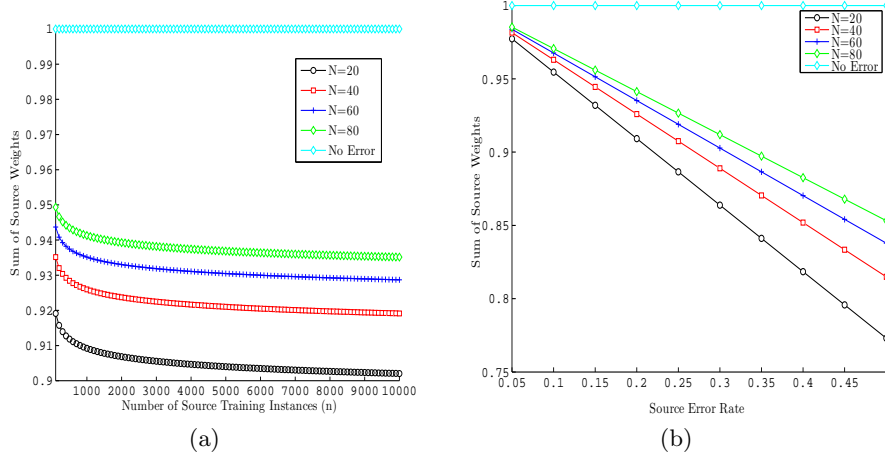 1
0.99
0.98
0.97
0.96
0.95
0.94
0.93
0.92
0.91
0.9
Sum of Source Weights
N=20
N=40
N=60
N=80
No Error
1000 2000 3000 4000 5000 6000 7000 8000 9000 10000
Number of Source Training Instances (n)
(a)
1
0.95
0.9
0.85
0.8
0.75
Sum of Source Weights
N=20
N=40
N=60
N=80
No Error
0.05 0.1 0.15 0.2 0.25 0.3 0.35 0.4 0.45
Source Error Rate
(b)